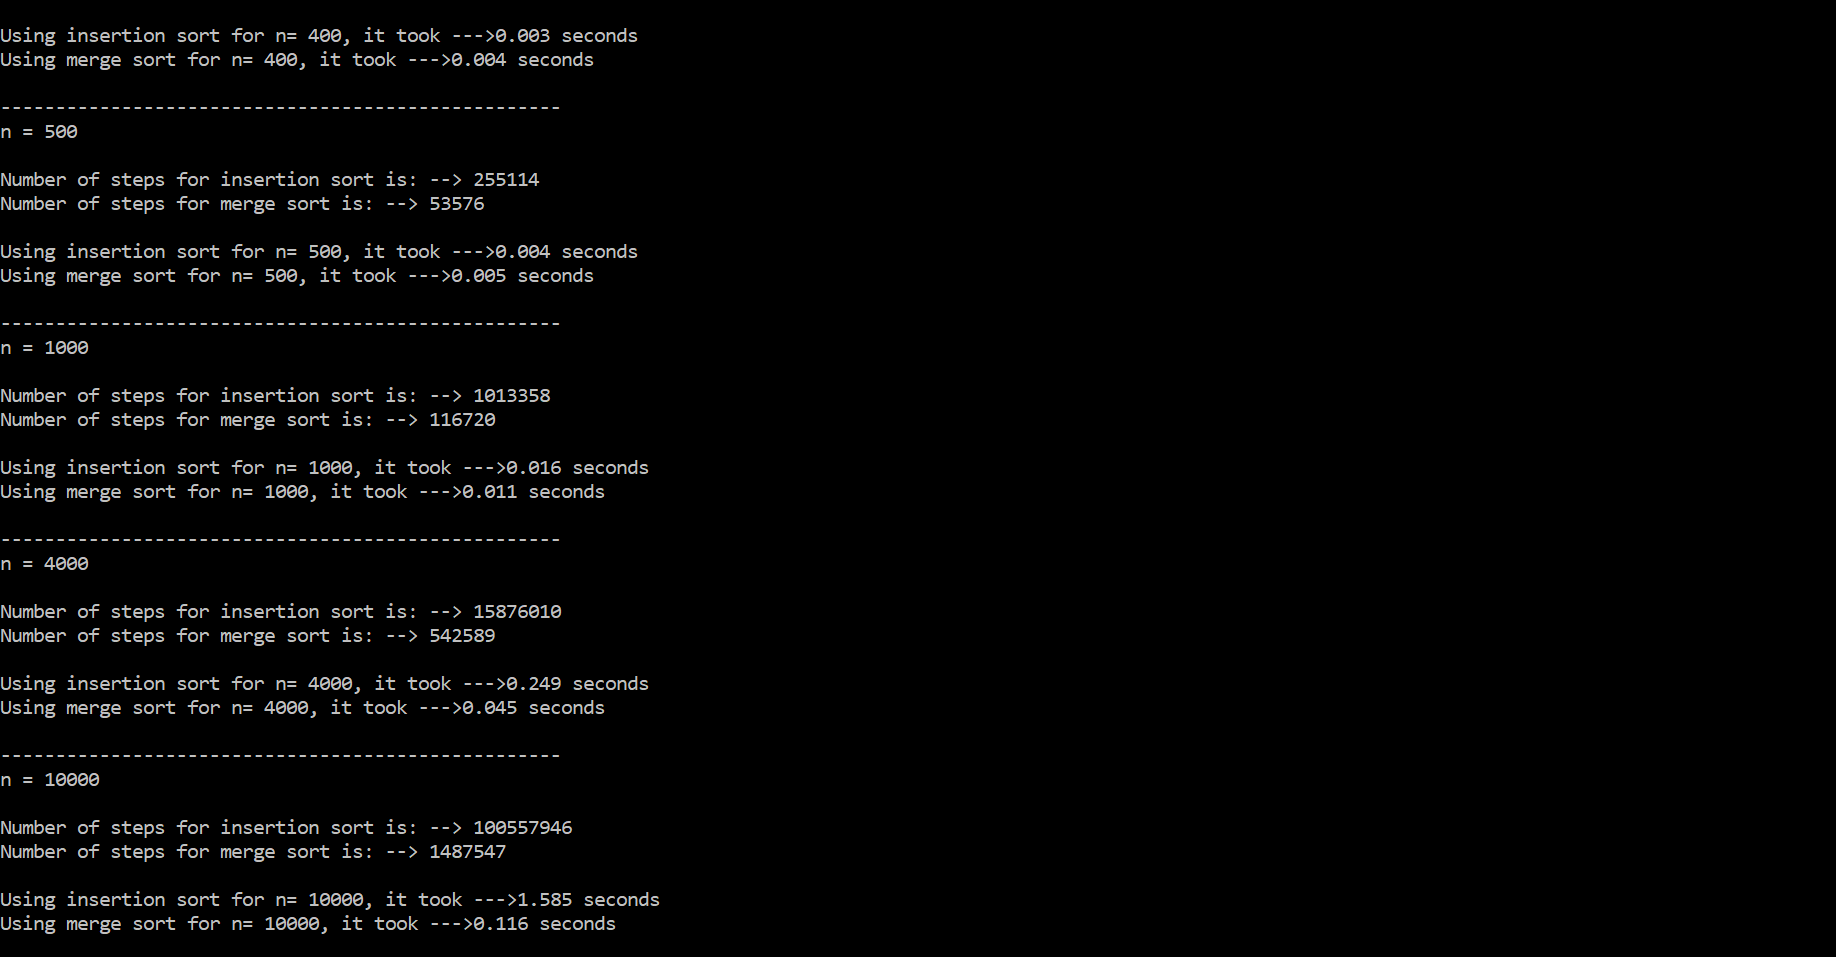 Using insertion sort for n= 400, it took --->0.003 seconds
Using merge sort for n= 400, it took --->0.004 seconds
---------------------------------------------------
n = 500
Number of steps for insertion sort is: --> 255114
Number of steps for merge sort is: --> 53576
Using insertion sort for n= 500, it took --->0.004 seconds
Using merge sort for n= 500, it took --->0.005 seconds
---------------------------------------------------
n = 1000
Number of steps for insertion sort is: --> 1013358
Number of steps for merge sort is: --> 116720
Using insertion sort for n= 1000, it took --->0.016 seconds
Using merge sort for n= 1000, it took --->0.011 seconds
---------------------------------------------------
n = 4000
Number of steps for insertion sort is: --> 15876010
Number of steps for merge sort is: --> 542589
Using insertion sort for n= 4000, it took --->0.249 seconds
Using merge sort for n= 4000, it took --->0.045 seconds
---------------------------------------------------
n = 10000
Number of steps for insertion sort is: --> 100557946
Number of steps for merge sort is: --> 1487547
Using insertion sort for n= 10000, it took --->1.585 seconds
Using merge sort for n= 10000, it took --->0.116 seconds